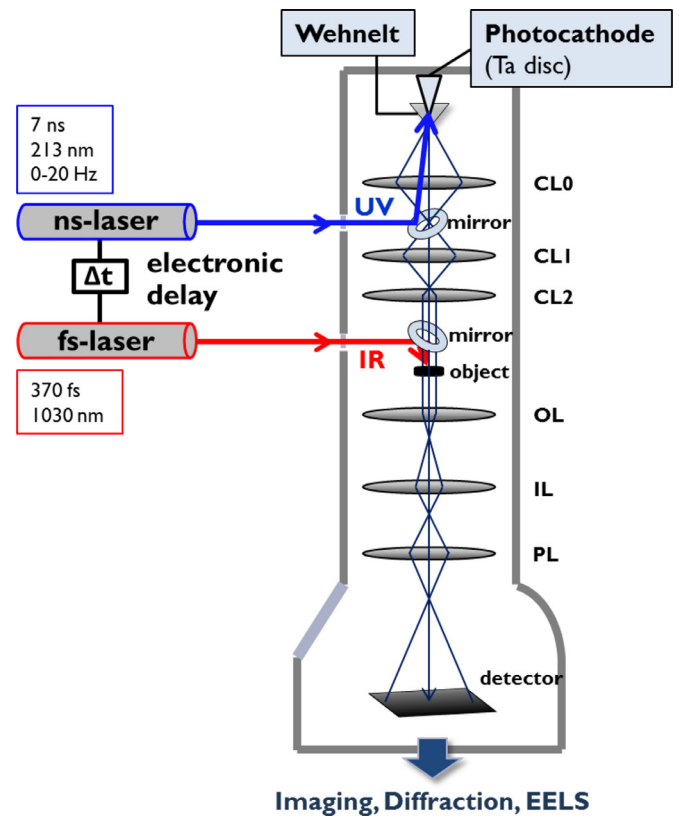 Wehnelt
Photocathode
(Ta disc)
7 ns
213 nm
0-20 Hz
CL0
UV
mirror
ns-laser
CL1
Δt
electronic
delay
CL2
fs-laser
mirror
IR
object
370 fs
1030 nm
OL
IL
PL
detector
Imaging, Diffraction, EELS